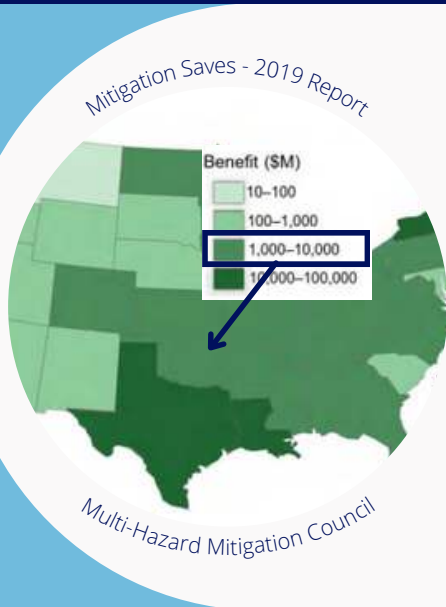 Mitigation Saves - 2019 Report
Benefit ($M)
10–100
100–1,000
1,000–10,000
10,000–100,000
Multi-Hazard Mitigation Council